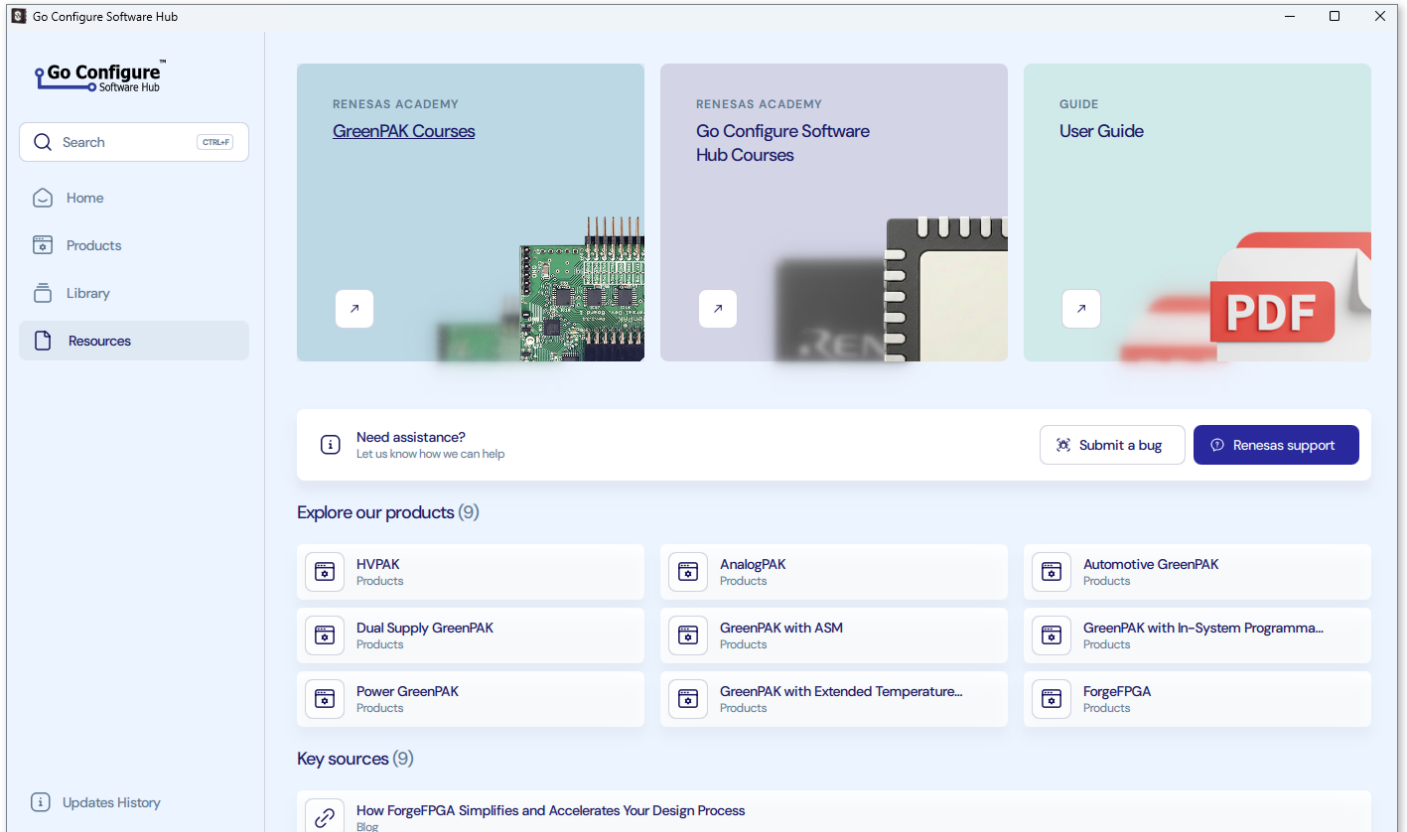 Go Configure Software Hub
Go Configure™
Software Hub
Search CTRL+F
Home
Products
Library
Resources
Updates History
RENESAS ACADEMY
GreenPAK Courses
RENESAS ACADEMY
Go Configure Software
Hub Courses
REN
GUIDE
User Guide
PDF
Need assistance?
Let us know how we can help
Submit a bug
Renesas support
Explore our products (9)
HVPAK
Products
AnalogPAK
Products
Automotive GreenPAK
Products
Dual Supply GreenPAK
Products
GreenPAK with ASM
Products
GreenPAK with In-System Programma...
Products
Power GreenPAK
Products
GreenPAK with Extended Temperature...
Products
ForgeFPGA
Products
Key sources (9)
How ForgeFPGA Simplifies and Accelerates Your Design Process
Blog